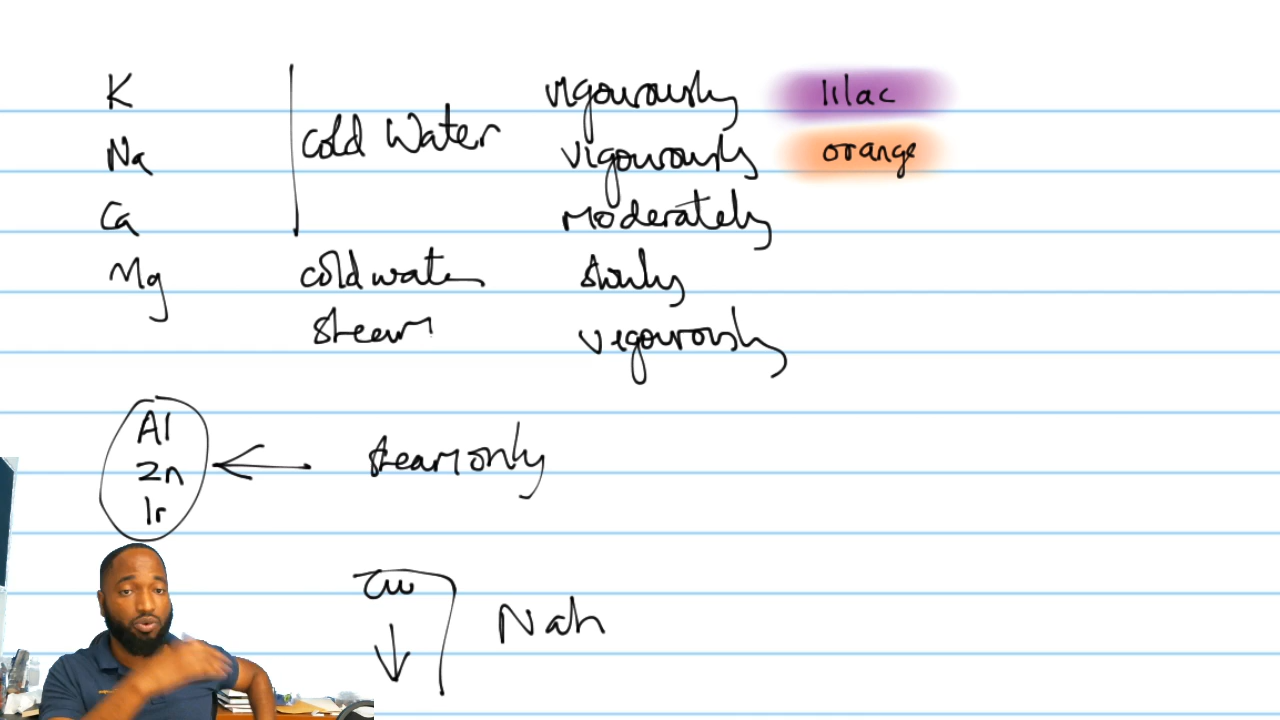 K vigourously lilac
cold Water
Na vigourously orange
Ca Moderately
Mg cold water slowly
steam vigourously
Al
Zn steam only
Ir
Cu
Nah